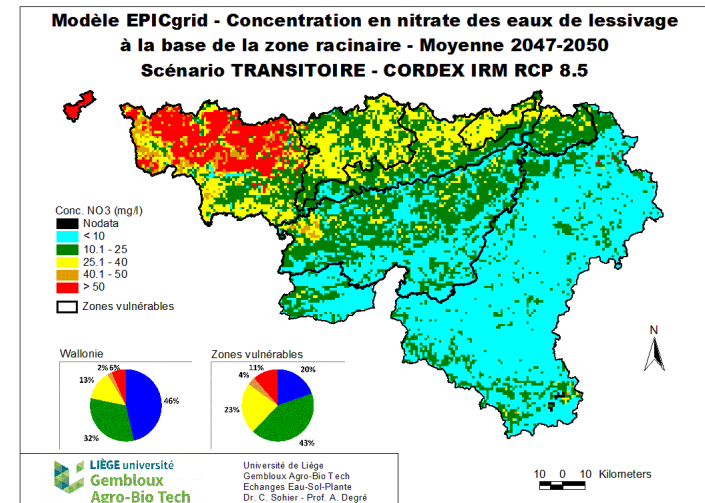 Modèle EPICgrid - Concentration en nitrate des eaux de lessivage
à la base de la zone racinaire - Moyenne 2047-2050
Scénario TRANSITOIRE - CORDEX IRM RCP 8.5
Conc. NO3 (mg/l)
Nodata
< 10
10.1 - 25
25.1 - 40
40.1 - 50
> 50
Zones vulnérables
N
Wallonie
2%
6%
13%
46%
32%
Zones vulnérables
11%
4%
20%
23%
43%
LIÈGE université
Gembloux
Agro-Bio Tech
Université de Liège
Gembloux Agro-Bio Tech
Echanges Eau-Sol-Plante
Dr. C. Sohier - Prof. A. Degré
10 0 10 Kilometers